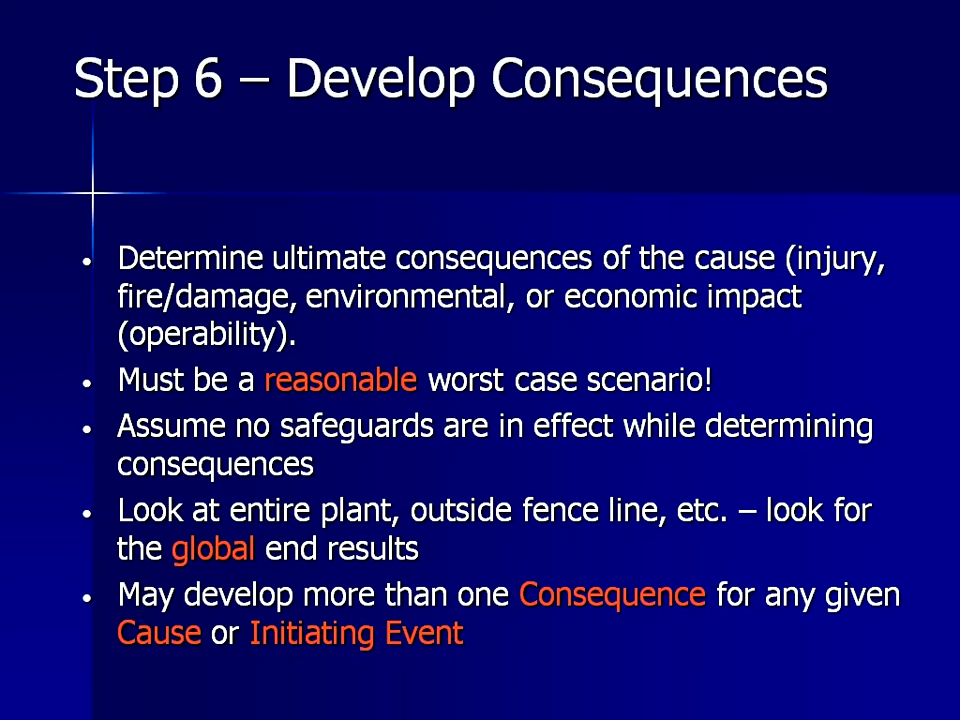 Step 6 – Develop Consequences
• Determine ultimate consequences of the cause (injury,
fire/damage, environmental, or economic impact
(operability).
• Must be a reasonable worst case scenario!
• Assume no safeguards are in effect while determining
consequences
• Look at entire plant, outside fence line, etc. – look for
the global end results
• May develop more than one Consequence for any given
Cause or Initiating Event